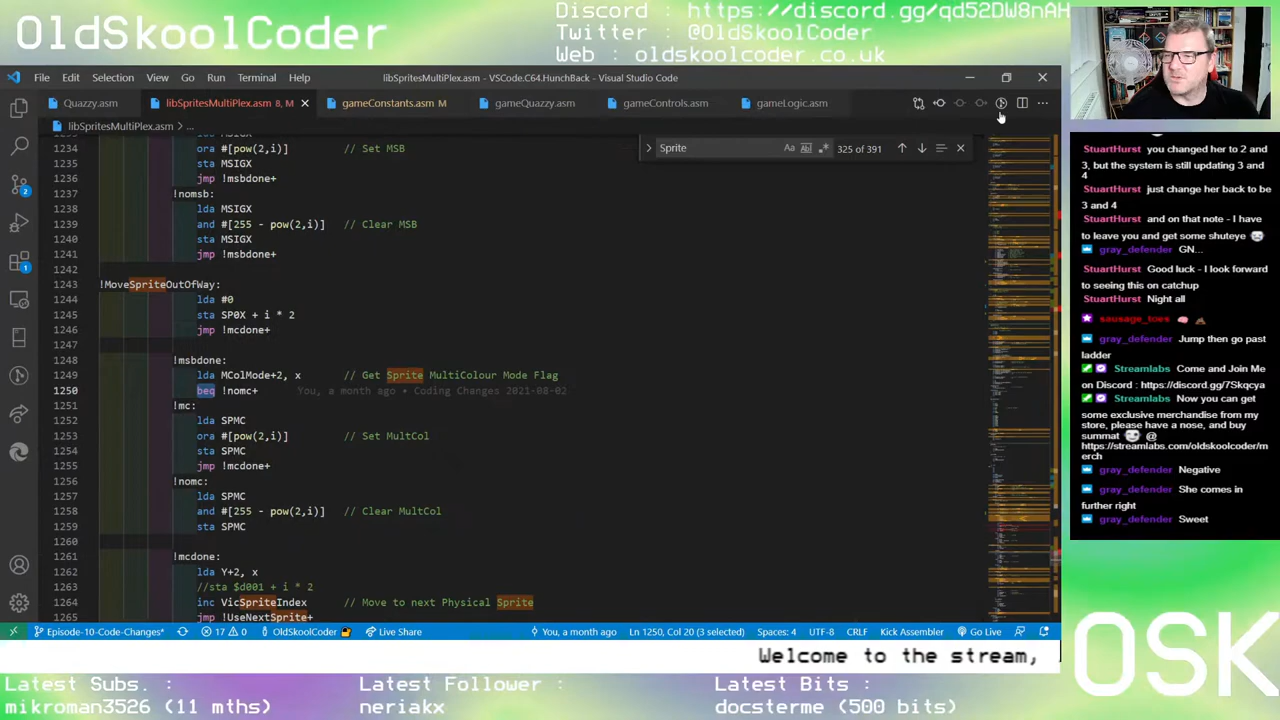 OldSkoolCoder
Discord : https://discord.gg/qd52DW8nAH
Twitter : @OldSkoolCoder
Web : oldskoolcoder.co.uk
File Edit Selection View Go Run Terminal Help
libSpritesMultiPlex.asm - VSCode.C64.HunchBack - Visual Studio Code
Quazzy.asm
libSpritesMultiPlex.asm 8, M
gameConstants.asm M
gameQuazzy.asm
gameControls.asm
gameLogic.asm
libSpritesMultiPlex.asm > ...
Sprite
Aa
325 of 391
lda MSIGX
1234 ora #[pow(2,i)] // Set MSB
1235 sta MSIGX
1236 jmp !msbdone+
1237 !nomsb:
1238 lda MSIGX
1239 and #[255 - pow(2,i)] // Clear MSB
1240 sta MSIGX
1241 jmp !msbdone+
1242
1243 !MoveSpriteOutOfWay:
1244 lda #0
1245 sta SP0X + i * 2
1246 jmp !mcdone+
1247
1248 !msbdone:
1249 lda MColMode+2, x // Get Sprite MultiColour Mode Flag
1250 beq !nomc+ You, a month ago • Coding Changes 2021-08-02
1251 !mc:
1252 lda SPMC
1253 ora #[pow(2,i)] // Set MultCol
1254 sta SPMC
1255 jmp !mcdone+
1256 !nomc:
1257 lda SPMC
1258 and #[255 - pow(2,i)] // Clear MultCol
1259 sta SPMC
1260
1261 !mcdone:
1262 lda Y+2, x
1263 //sta $d001 + i * 2
1264 inc VicSpriteIndex // Move to next Physical Sprite
1265 jmp !UseNextSprite+
Episode-10-Code-Changes*
17
0
OldSkoolCoder
Live Share
You, a month ago
Ln 1250, Col 20 (3 selected)
Spaces: 4
UTF-8
CRLF
Kick Assembler
Go Live
StuartHurst you changed her to 2 and
3, but the system is still updating 3 and
4
StuartHurst just change her back to be
3 and 4
StuartHurst and on that note - I have
to leave you and get some shuteye
gray_defender GN...
StuartHurst Good luck - I look forward
to seeing this on catchup
StuartHurst Night all
sausage_toes
gray_defender Jump then go past
ladder
Streamlabs Come and Join Me
on Discord : https://discord.gg/7Skqcya
Streamlabs Now you can get
some exclusive merchandise from my
store, please have a nose, and buy
summat @
https://streamlabs.com/oldskoolcoder/m
erch
gray_defender Negative
gray_defender She comes in
further right
gray_defender Sweet
Welcome to the stream,
OSK
Latest Subs. :
mikroman3526 (11 mths)
Latest Follower :
neriakx
Latest Bits :
docsterme (500 bits)